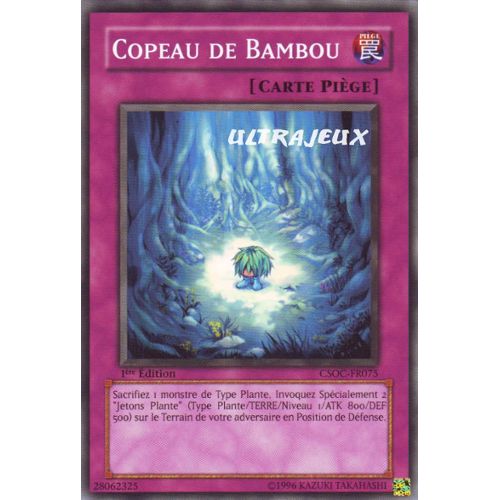 Copeau de Bambou
PIÈGE
罠
[Carte Piège]
ULTRAJEUX
1ère Édition
CSOC-FR075
Sacrifiez 1 monstre de Type Plante. Invoquez Spécialement 2
"Jetons Plante" (Type Plante/TERRE/Niveau 1/ATK 800/DEF
500) sur le Terrain de votre adversaire en Position de Défense.
28062325
©1996 KAZUKI TAKAHASHI